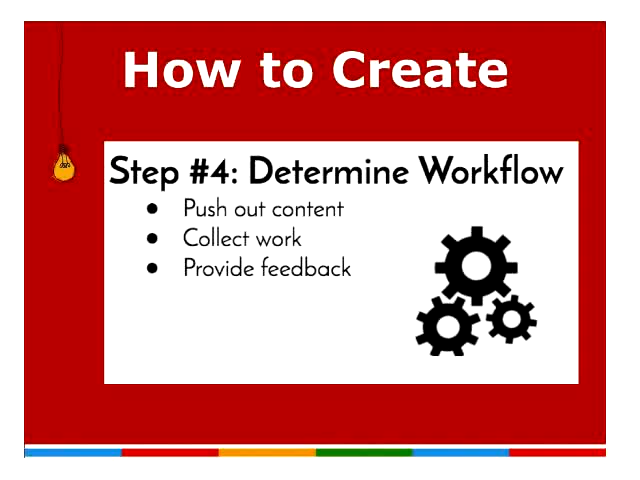 How to Create
Step #4: Determine Workflow
● Push out content
● Collect work
● Provide feedback